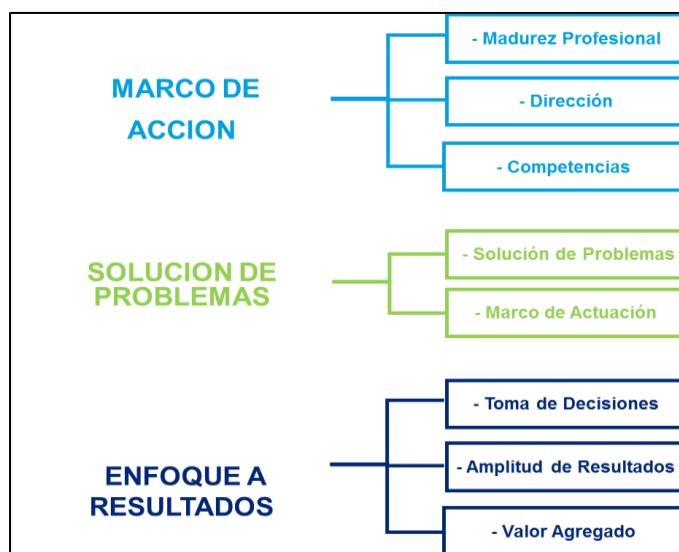 MARCO DE
ACCION
- Madurez Profesional
- Dirección
- Competencias
SOLUCION DE
PROBLEMAS
- Solución de Problemas
- Marco de Actuación
ENFOQUE A
RESULTADOS
- Toma de Decisiones
- Amplitud de Resultados
- Valor Agregado